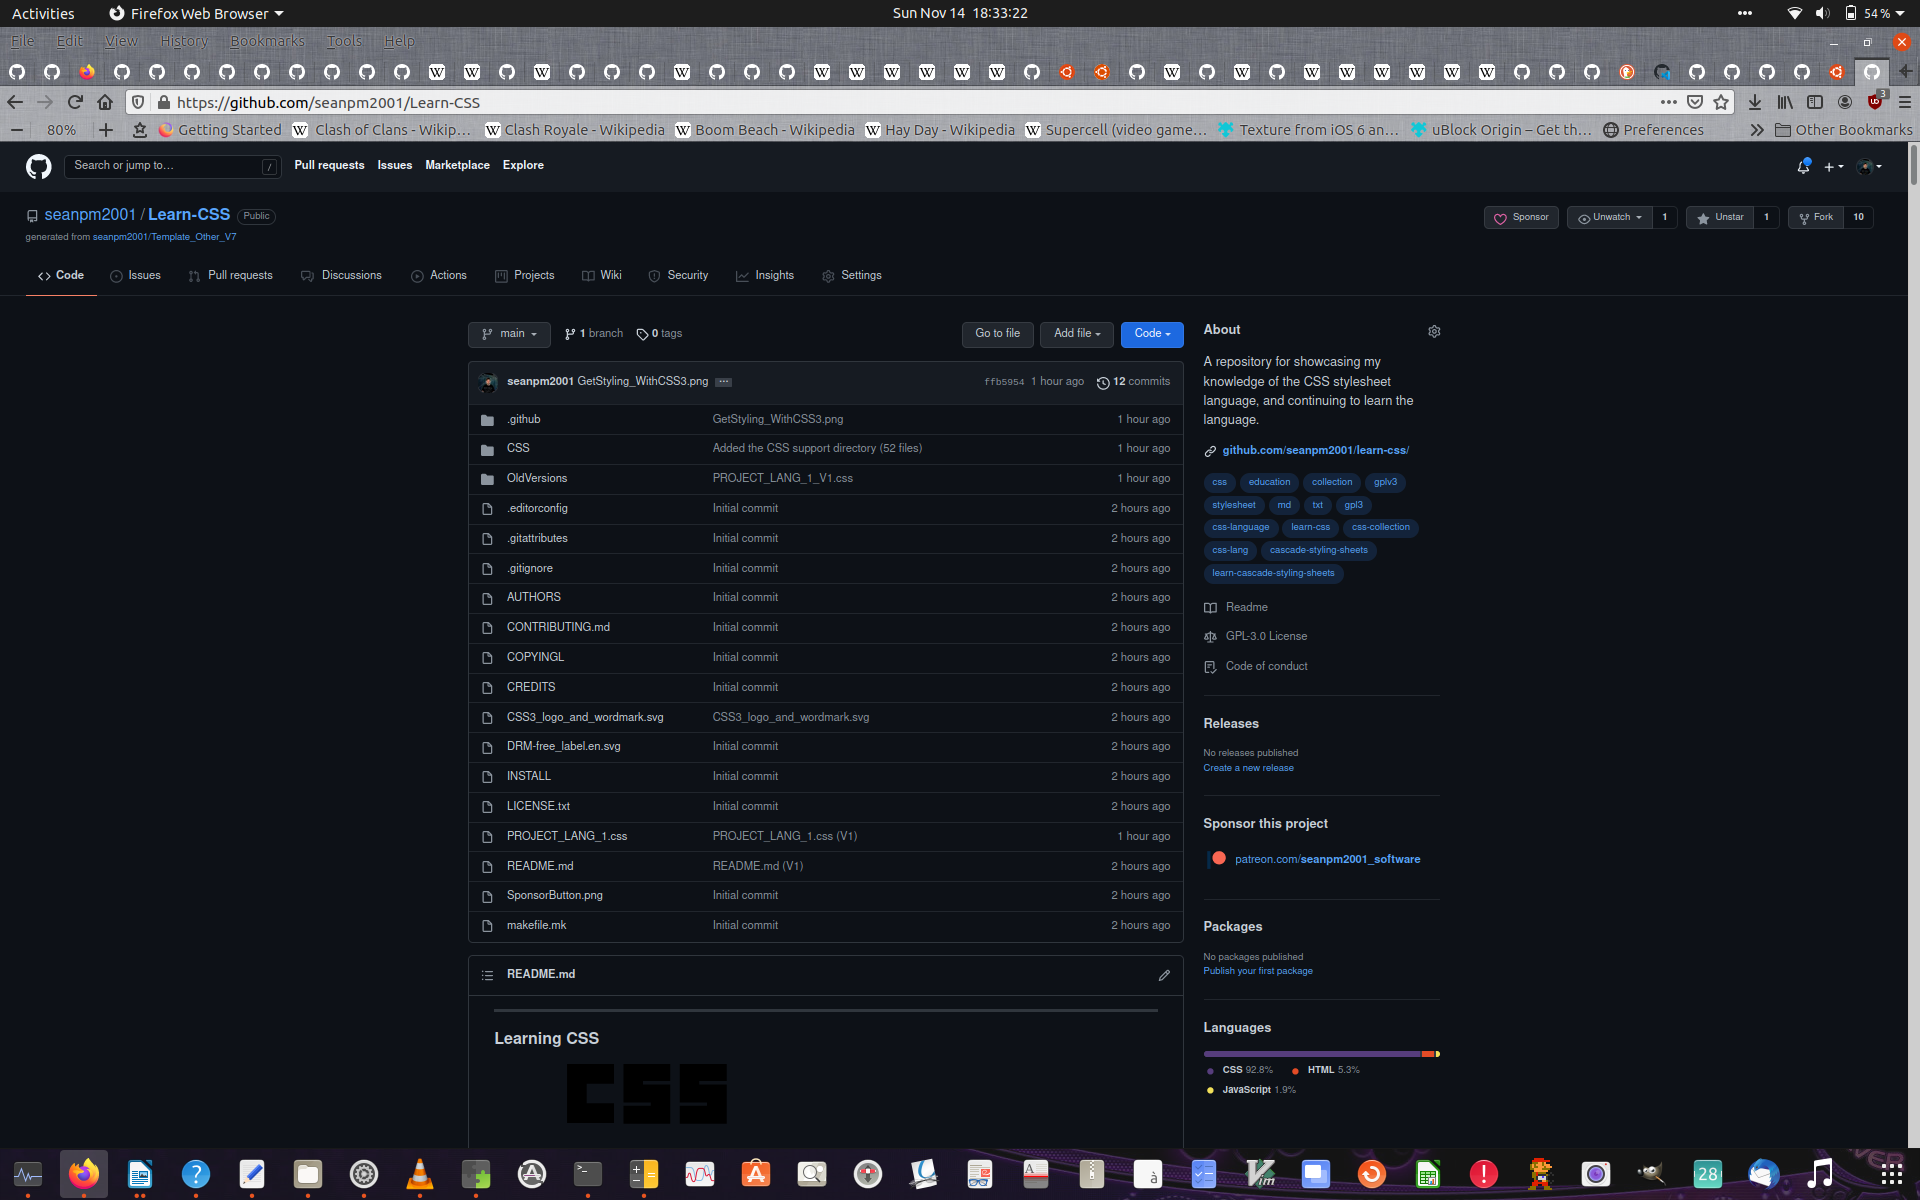 Activities Firefox Web Browser Sun Nov 14 18:33:22 54 %
File Edit View History Bookmarks Tools Help
https://github.com/seanpm2001/Learn-CSS 3
80% Getting Started Clash of Clans - Wikip… Clash Royale - Wikipedia Boom Beach - Wikipedia Hay Day - Wikipedia Supercell (video game… Texture from iOS 6 an… uBlock Origin – Get th… Preferences Other Bookmarks
Search or jump to… / Pull requests Issues Marketplace Explore
seanpm2001 / Learn-CSS Public Sponsor Unwatch 1 Unstar 1 Fork 10
generated from seanpm2001/Template_Other_V7
Code Issues Pull requests Discussions Actions Projects Wiki Security Insights Settings
main 1 branch 0 tags Go to file Add file Code
seanpm2001 GetStyling_WithCSS3.png … ffb5954 1 hour ago 12 commits
.github GetStyling_WithCSS3.png 1 hour ago
CSS Added the CSS support directory (52 files) 1 hour ago
OldVersions PROJECT_LANG_1_V1.css 1 hour ago
.editorconfig Initial commit 2 hours ago
.gitattributes Initial commit 2 hours ago
.gitignore Initial commit 2 hours ago
AUTHORS Initial commit 2 hours ago
CONTRIBUTING.md Initial commit 2 hours ago
COPYINGL Initial commit 2 hours ago
CREDITS Initial commit 2 hours ago
CSS3_logo_and_wordmark.svg CSS3_logo_and_wordmark.svg 2 hours ago
DRM-free_label.en.svg Initial commit 2 hours ago
INSTALL Initial commit 2 hours ago
LICENSE.txt Initial commit 2 hours ago
PROJECT_LANG_1.css PROJECT_LANG_1.css (V1) 1 hour ago
README.md README.md (V1) 2 hours ago
SponsorButton.png Initial commit 2 hours ago
makefile.mk Initial commit 2 hours ago
README.md
Learning CSS
CSS
About
A repository for showcasing my
knowledge of the CSS stylesheet
language, and continuing to learn the
language.
github.com/seanpm2001/learn-css/
css education collection gplv3
stylesheet md txt gpl3
css-language learn-css css-collection
css-lang cascade-styling-sheets
learn-cascade-styling-sheets
Readme
GPL-3.0 License
Code of conduct
Releases
No releases published
Create a new release
Sponsor this project
patreon.com/seanpm2001_software
Packages
No packages published
Publish your first package
Languages
CSS 92.8% HTML 5.3%
JavaScript 1.9%
28